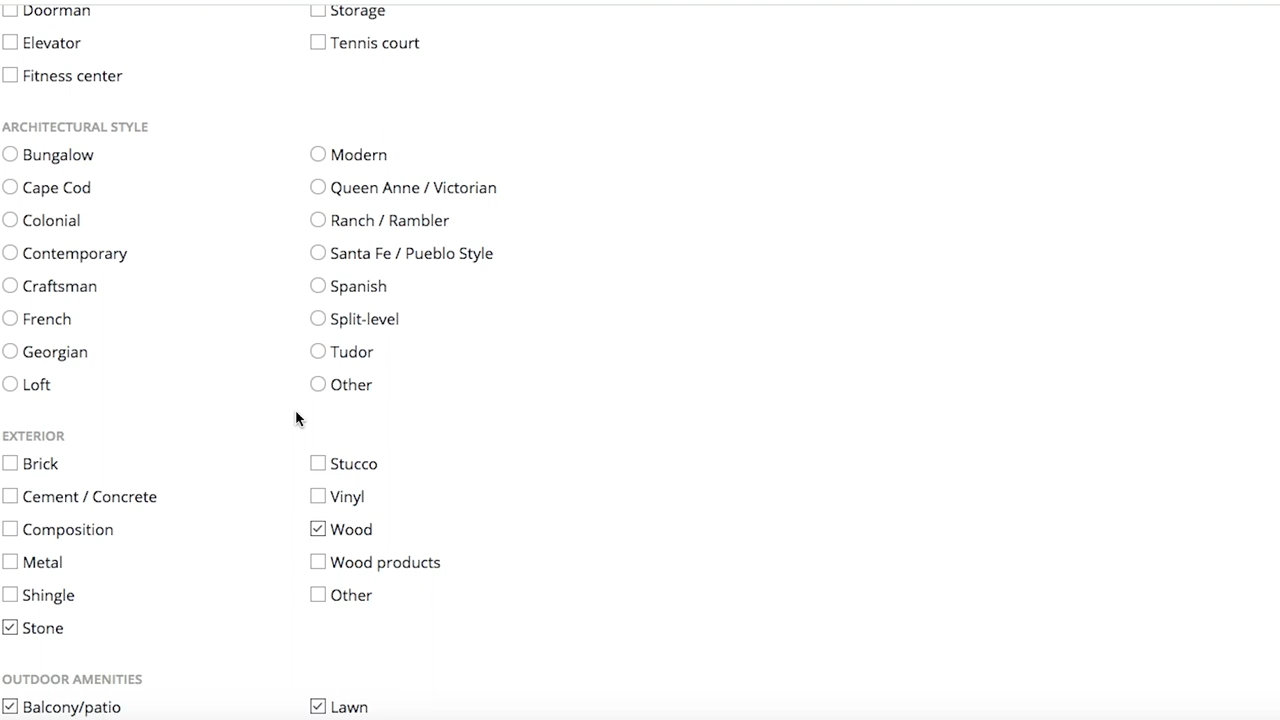 Doorman Storage
Elevator Tennis court
Fitness center
ARCHITECTURAL STYLE
Bungalow Modern
Cape Cod Queen Anne / Victorian
Colonial Ranch / Rambler
Contemporary Santa Fe / Pueblo Style
Craftsman Spanish
French Split-level
Georgian Tudor
Loft Other
EXTERIOR
Brick Stucco
Cement / Concrete Vinyl
Composition Wood
Metal Wood products
Shingle Other
Stone
OUTDOOR AMENITIES
Balcony/patio Lawn